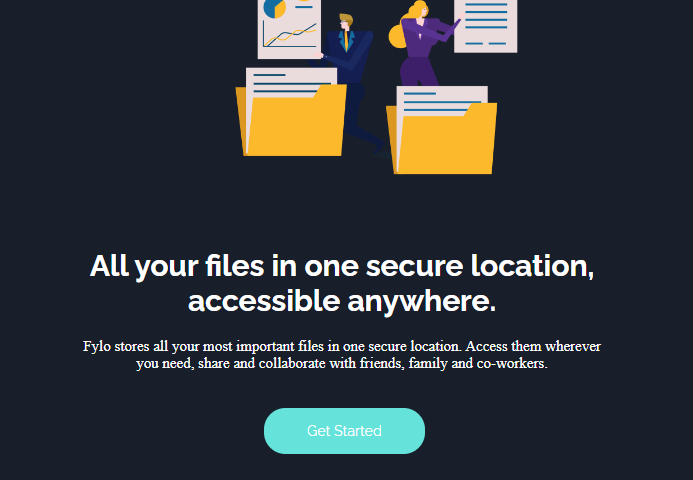 All your files in one secure location,
accessible anywhere.
Fylo stores all your most important files in one secure location. Access them wherever
you need, share and collaborate with friends, family and co-workers.
Get Started